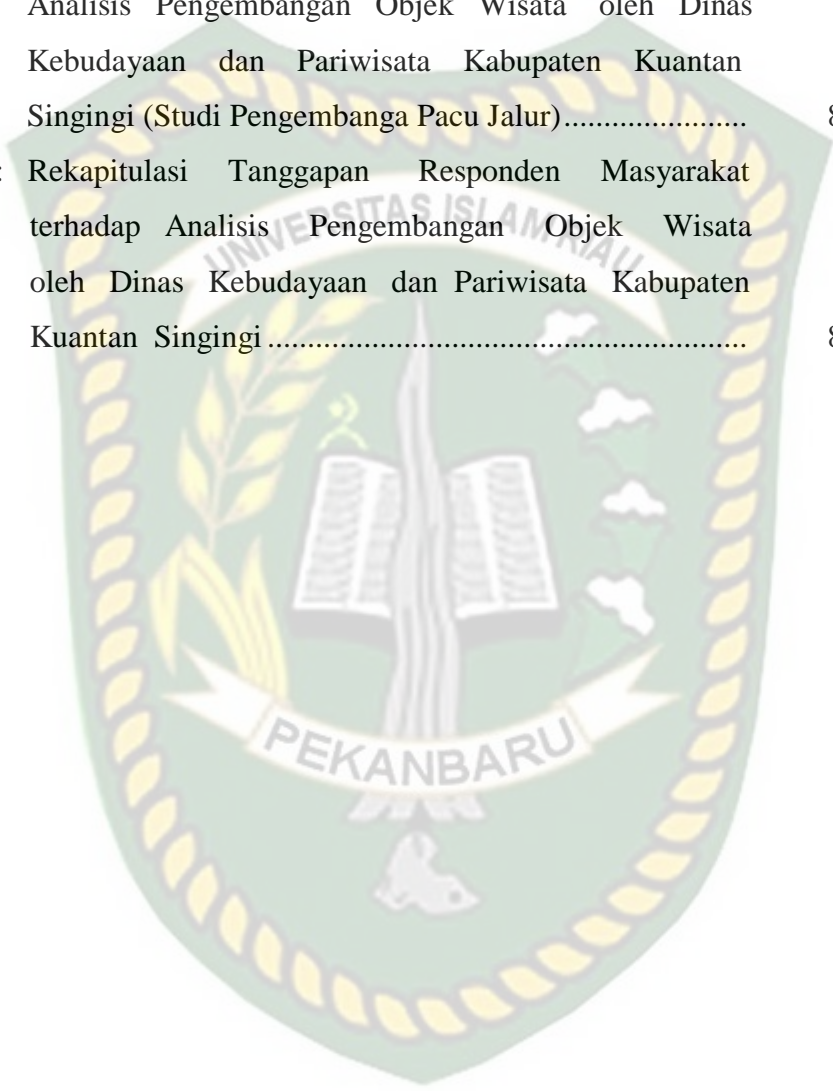 Analisis Pengembangan Objek Wisata oleh Dinas
Kebudayaan dan Pariwisata Kabupaten Kuantan
Singingi (Studi Pengembanga Pacu Jalur).......................
: Rekapitulasi Tanggapan Responden Masyarakat
terhadap Analisis Pengembangan Objek Wisata
oleh Dinas Kebudayaan dan Pariwisata Kabupaten
Kuantan Singingi............................................................
UNIVERSITAS ISLAM RIAU
PEKANBARU